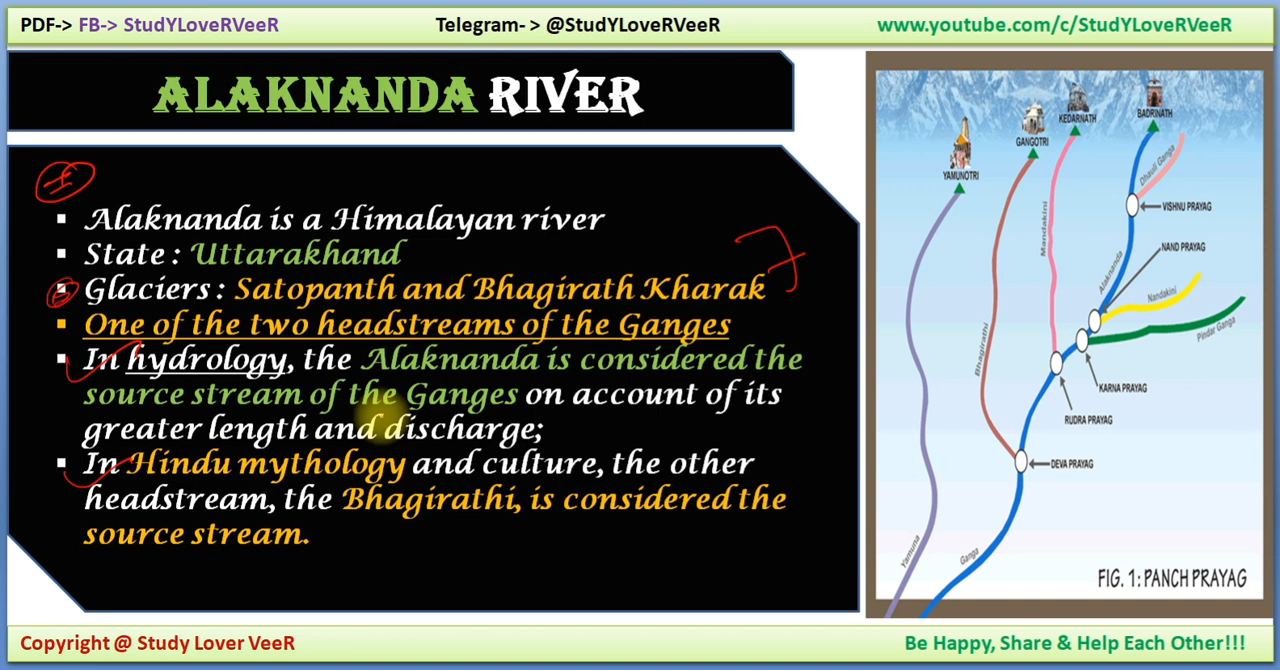 PDF-> FB-> StudYLoveRVeeR
Telegram- > @StudYLoveRVeeR
www.youtube.com/c/StudYLoveRVeeR
ALAKNANDA RIVER
▪ Alaknanda is a Himalayan river
▪ State : Uttarakhand
▪ Glaciers : Satopanth and Bhagirath Kharak
▪ One of the two headstreams of the Ganges
▪ In hydrology, the Alaknanda is considered the
source stream of the Ganges on account of its
greater length and discharge;
▪ In Hindu mythology and culture, the other
headstream, the Bhagirathi, is considered the
source stream.
YAMUNOTRI
GANGOTRI
KEDARNATH
BADRINATH
Dhauli Ganga
VISHNU PRAYAG
Mandakini
NAND PRAYAG
Alaknanda
Nandakini
Pindar Ganga
Bhagirathi
KARNA PRAYAG
RUDRA PRAYAG
DEVA PRAYAG
Yamuna
Ganga
FIG. 1: PANCH PRAYAG
Copyright @ Study Lover VeeR
Be Happy, Share & Help Each Other!!!